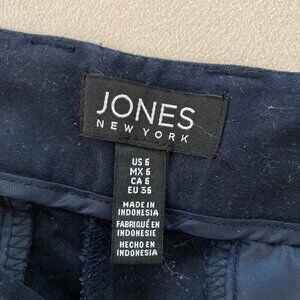 JONES
NEW YORK
US 6
MX 6
CA 6
EU 36
MADE IN
INDONESIA
FABRIQUÉ EN
INDONESIE
HECHO EN
INDONESIA